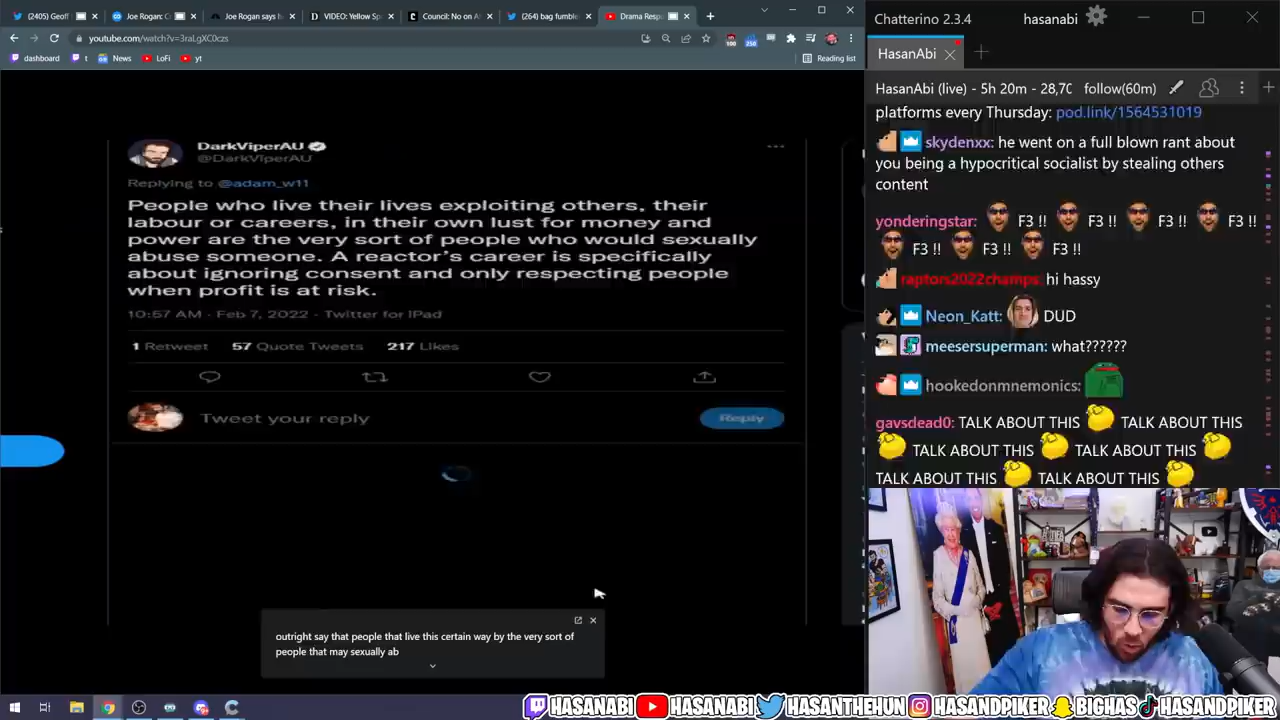 (2405) Geoff
Joe Rogan: C
Joe Rogan says h
VIDEO: Yellow Sp
Council: No on A
(264) bag fumble
Drama Resp
youtube.com/watch?v=3raLgXC0czs
dashboard
t
News
LoFi
yt
Reading list
DarkViperAU
@DarkViperAU
Replying to @adam_w11
People who live their lives exploiting others, their
labour or careers, in their own lust for money and
power are the very sort of people who would sexually
abuse someone. A reactor's career is specifically
about ignoring consent and only respecting people
when profit is at risk.
10:57 AM · Feb 7, 2022 · Twitter for iPad
1 Retweet 57 Quote Tweets 217 Likes
Tweet your reply
Reply
outright say that people that live this certain way by the very sort of
people that may sexually ab
Chatterino 2.3.4
hasanabi
HasanAbi
HasanAbi (live) - 5h 20m - 28,70
follow(60m)
platforms every Thursday: pod.link/1564531019
skydenxx: he went on a full blown rant about
you being a hypocritical socialist by stealing others
content
yonderingstar: F3 !! F3 !! F3 !! F3 !!
F3 !! F3 !! F3 !!
raptors2022champs: hi hassy
Neon_Katt: DUD
meesersuperman: what??????
hookedonmnemonics:
gavsdead0: TALK ABOUT THIS TALK ABOUT THIS
TALK ABOUT THIS TALK ABOUT THIS
TALK ABOUT THIS TALK ABOUT THIS
HASANABI HASANABI HASANTHEHUN HASANDPIKER BIGHAS HASANDPIKER